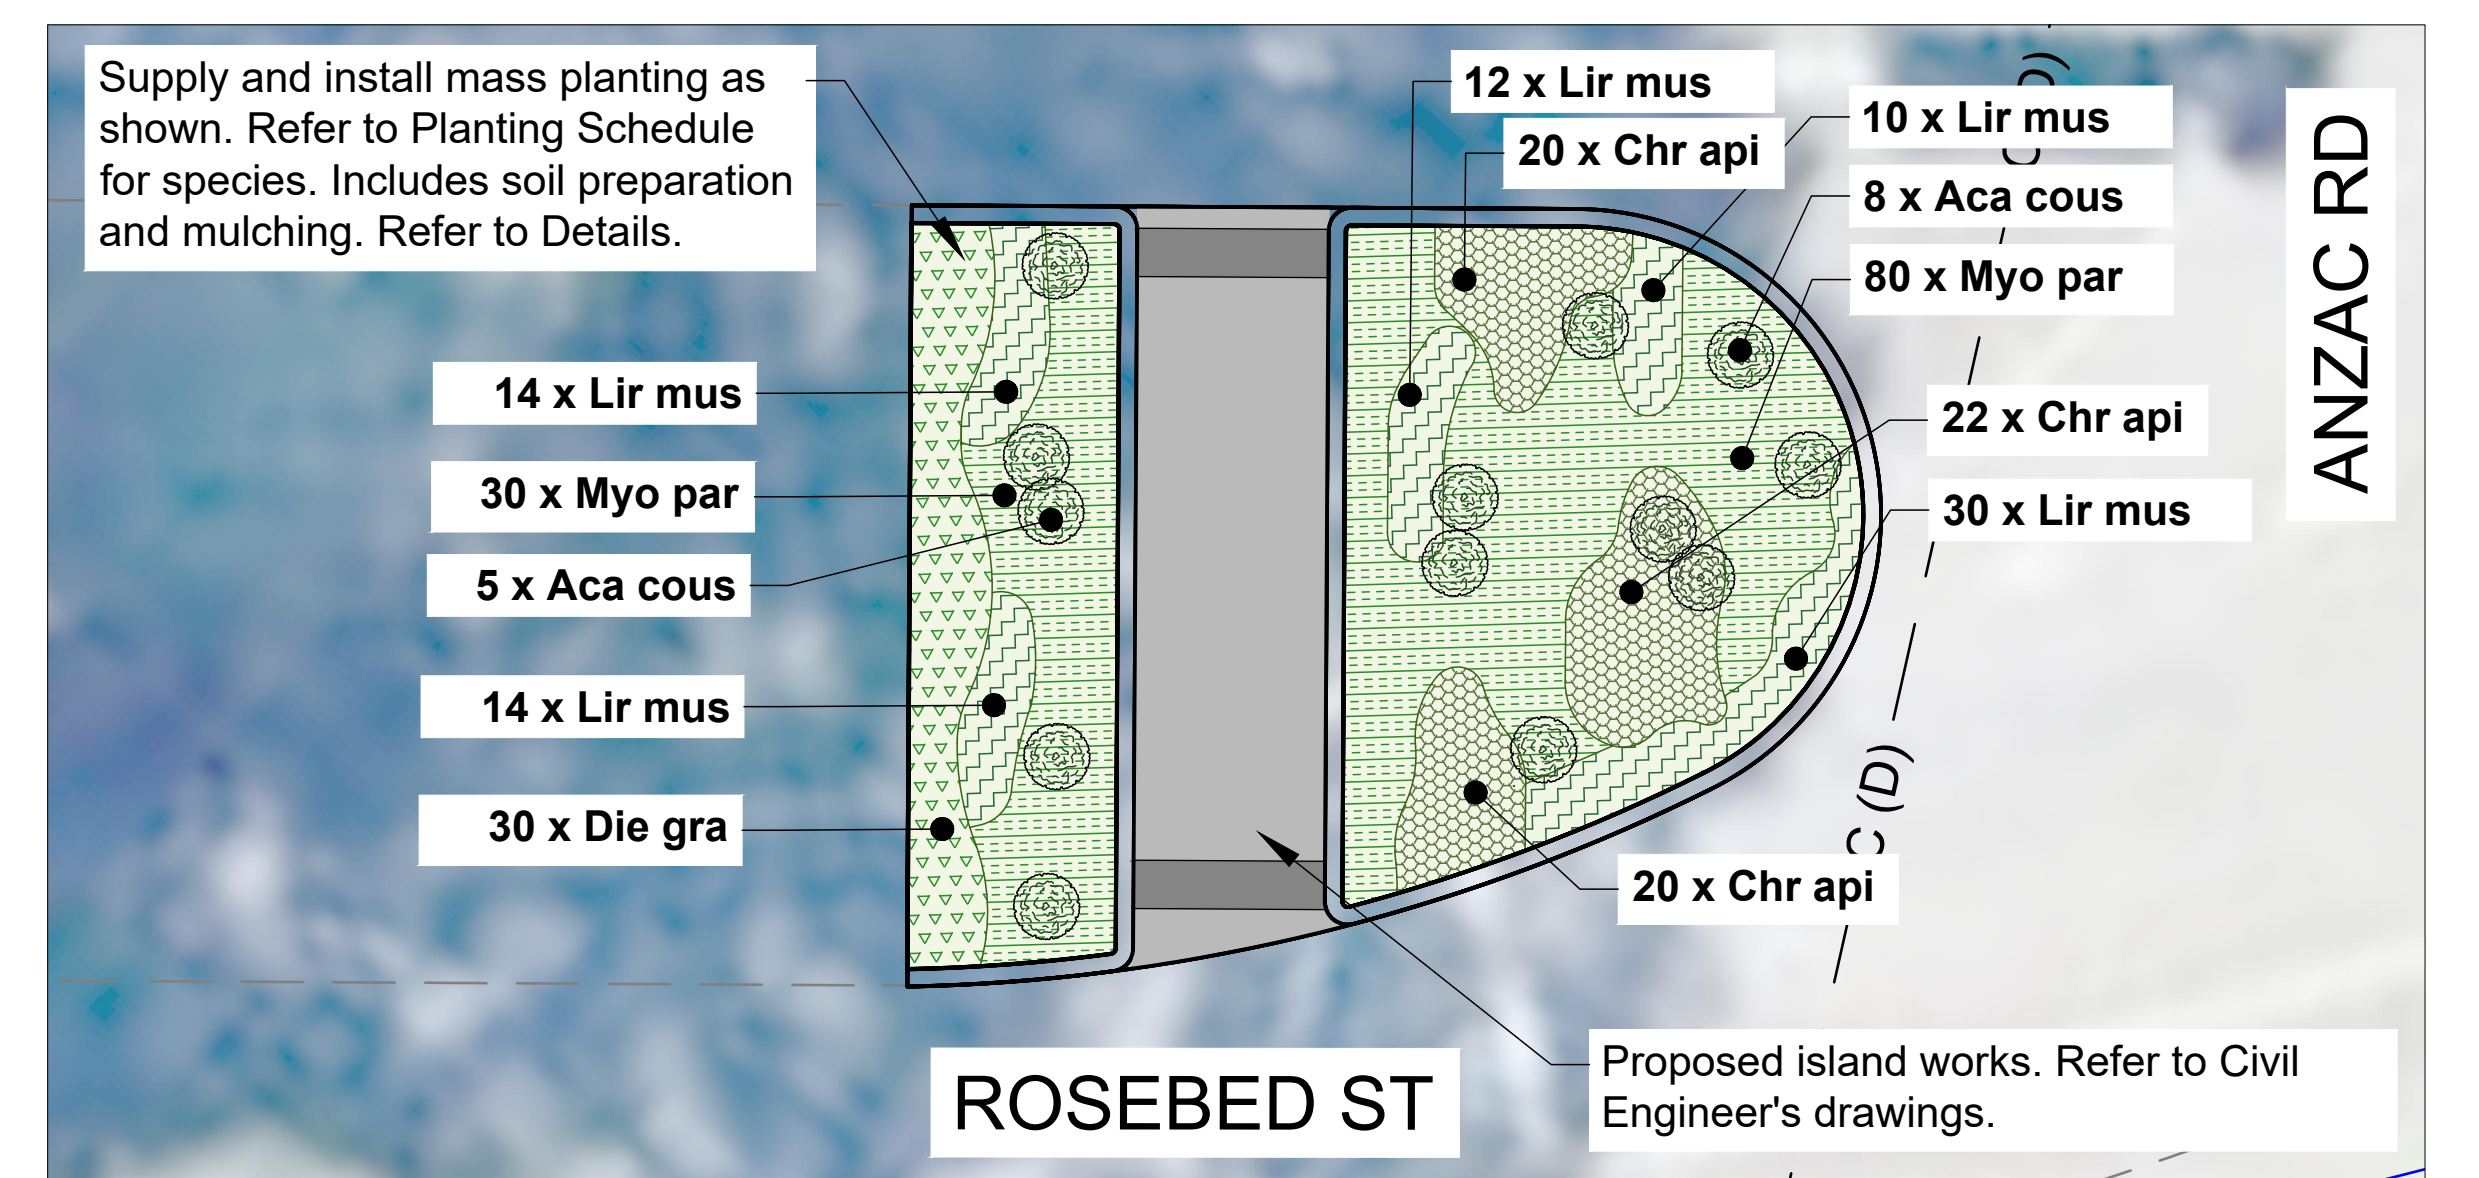 Supply and install mass planting as
shown. Refer to Planting Schedule
for species. Includes soil preparation
and mulching. Refer to Details.
12 x Lir mus
20 x Chr api
10 x Lir mus
8 x Aca cous
80 x Myo par
22 x Chr api
30 x Lir mus
20 x Chr api
14 x Lir mus
30 x Myo par
5 x Aca cous
14 x Lir mus
30 x Die gra
ANZAC RD
C (D)
ROSEBED ST
Proposed island works. Refer to Civil
Engineer's drawings.